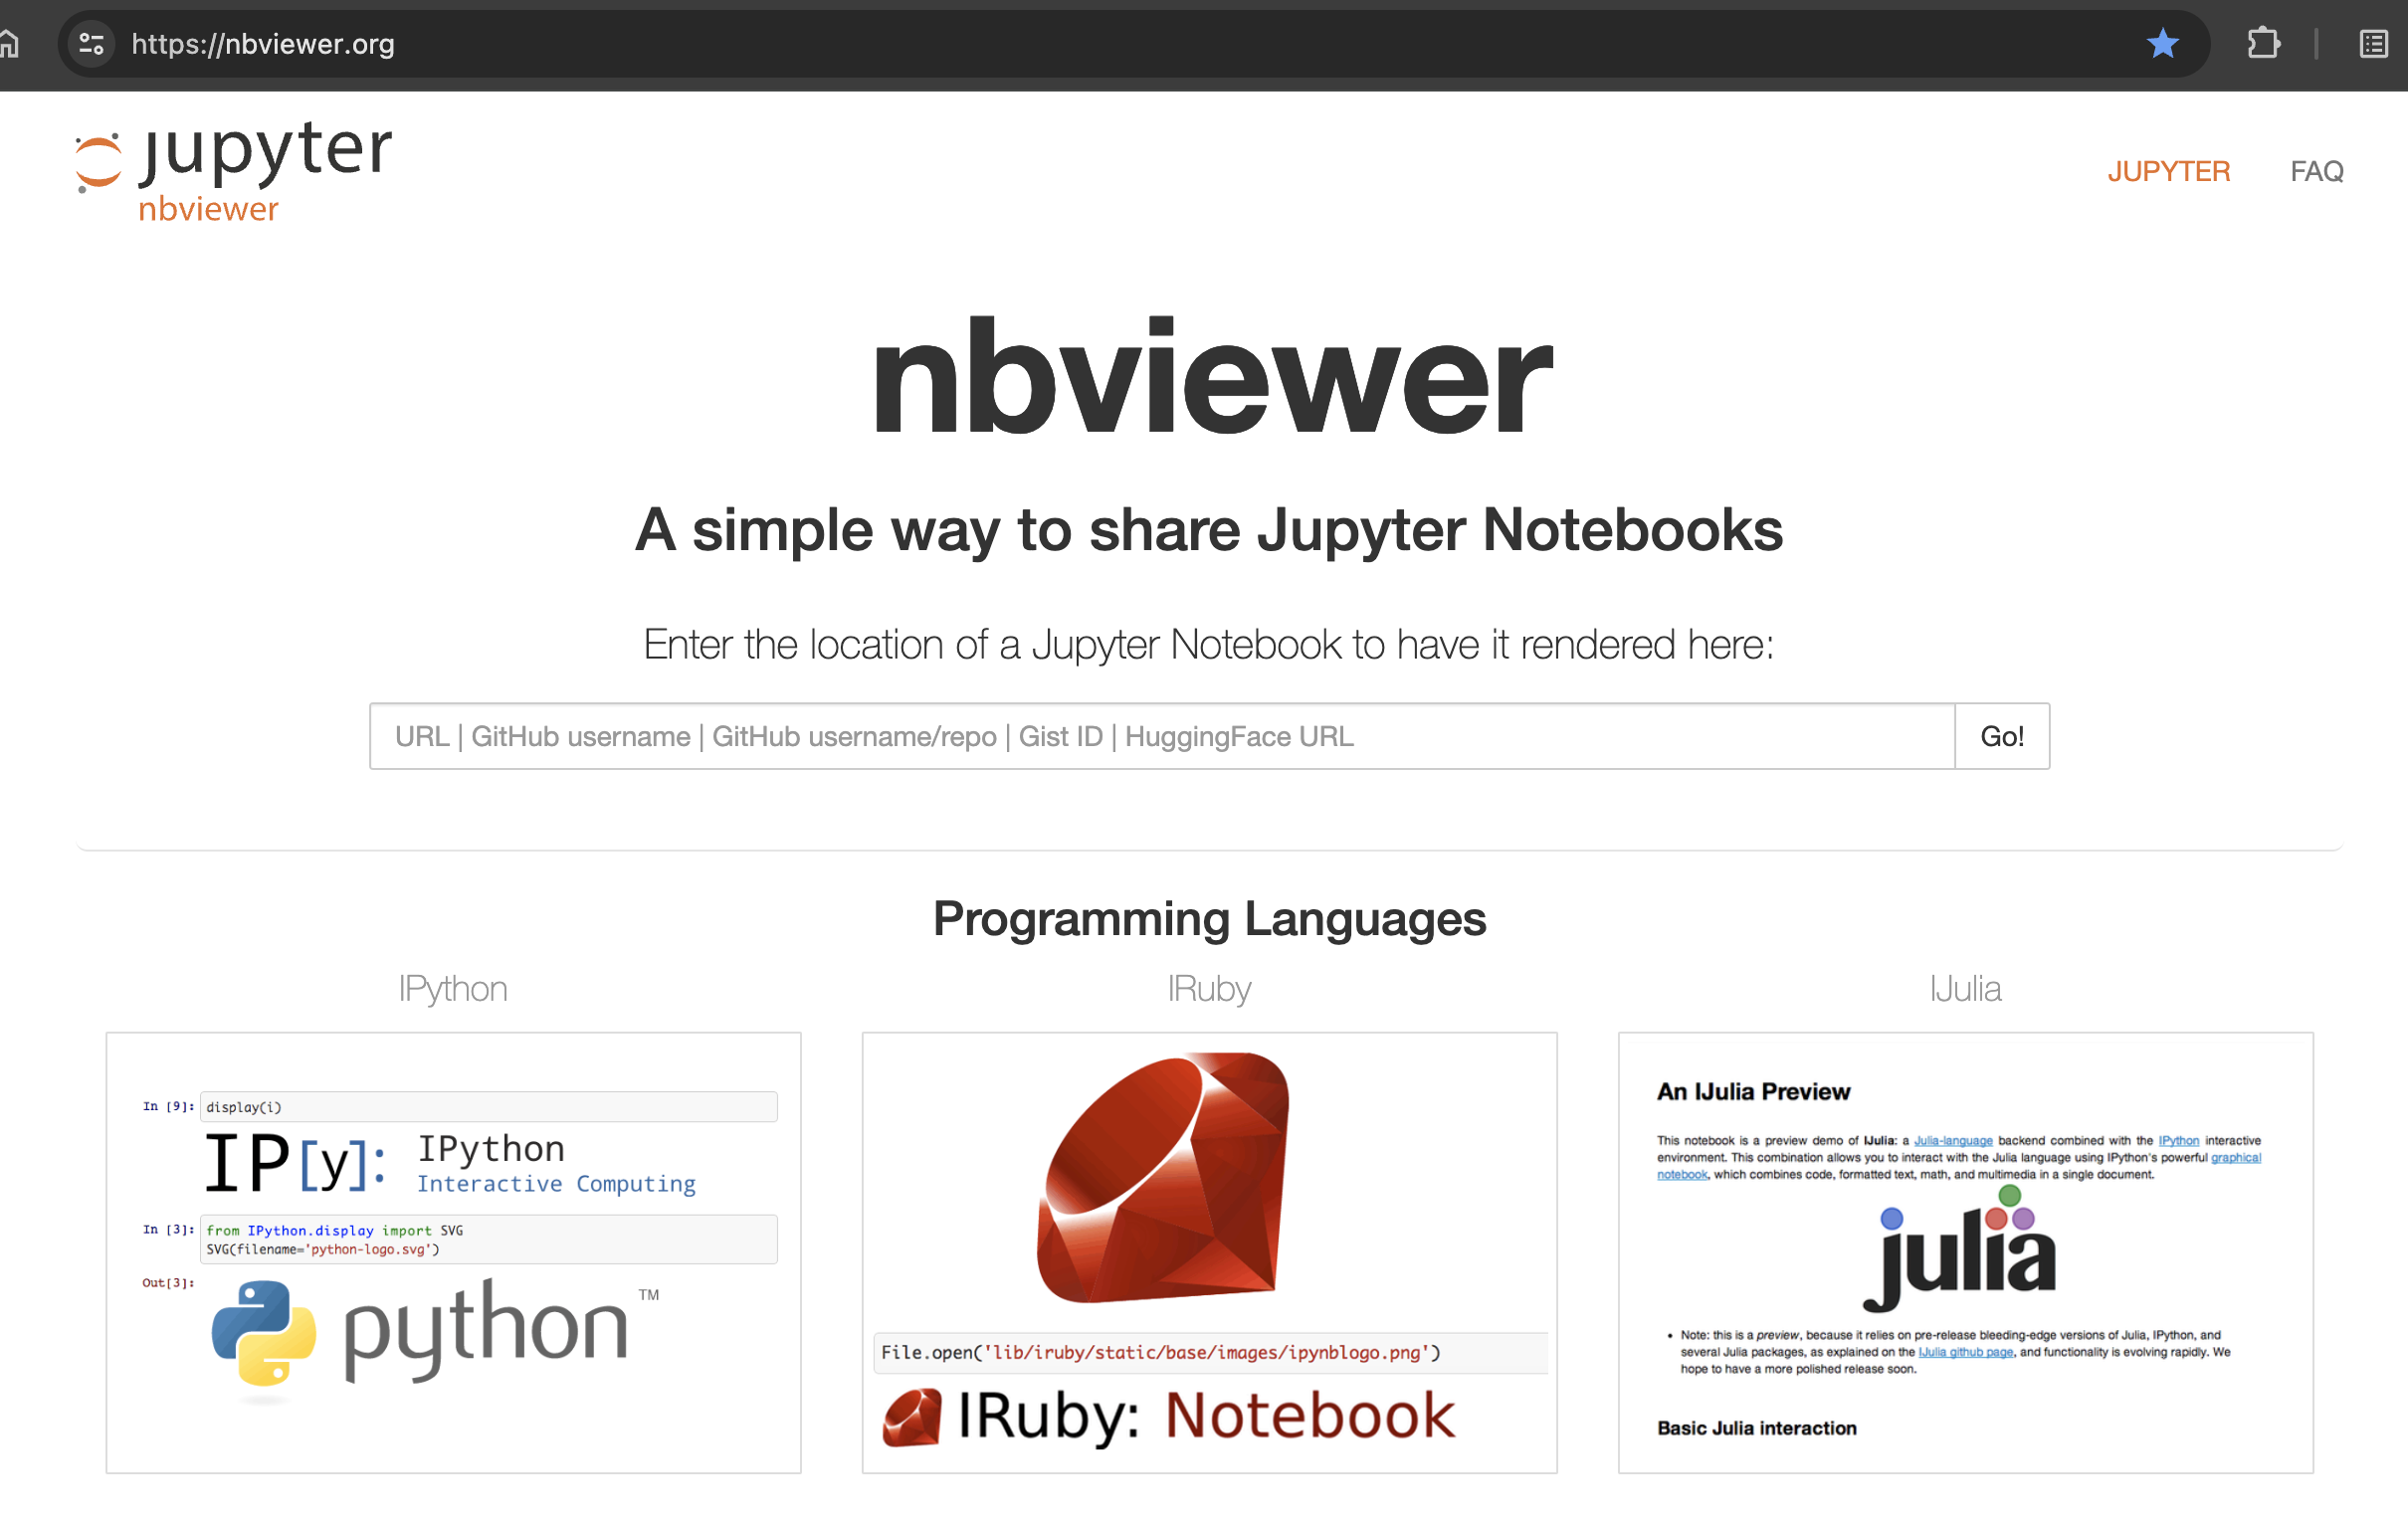 https://nbviewer.org
jupyter
nbviewer
JUPYTER FAQ
nbviewer
A simple way to share Jupyter Notebooks
Enter the location of a Jupyter Notebook to have it rendered here:
URL | GitHub username | GitHub username/repo | Gist ID | HuggingFace URL
Go!
Programming Languages
IPython
In [9]: display(i)
IP[y]: IPython
Interactive Computing
In [3]: from IPython.display import SVG
SVG(filename='python-logo.svg')
Out[3]:
python TM
IRuby
File.open('lib/iruby/static/base/images/ipynblogo.png')
IRuby: Notebook
IJulia
An IJulia Preview
This notebook is a preview demo of IJulia: a Julia-language backend combined with the IPython interactive
environment. This combination allows you to interact with the Julia language using IPython's powerful graphical
notebook, which combines code, formatted text, math, and multimedia in a single document.
julia
• Note: this is a preview, because it relies on pre-release bleeding-edge versions of Julia, IPython, and
several Julia packages, as explained on the IJulia github page, and functionality is evolving rapidly. We
hope to have a more polished release soon.
Basic Julia interaction